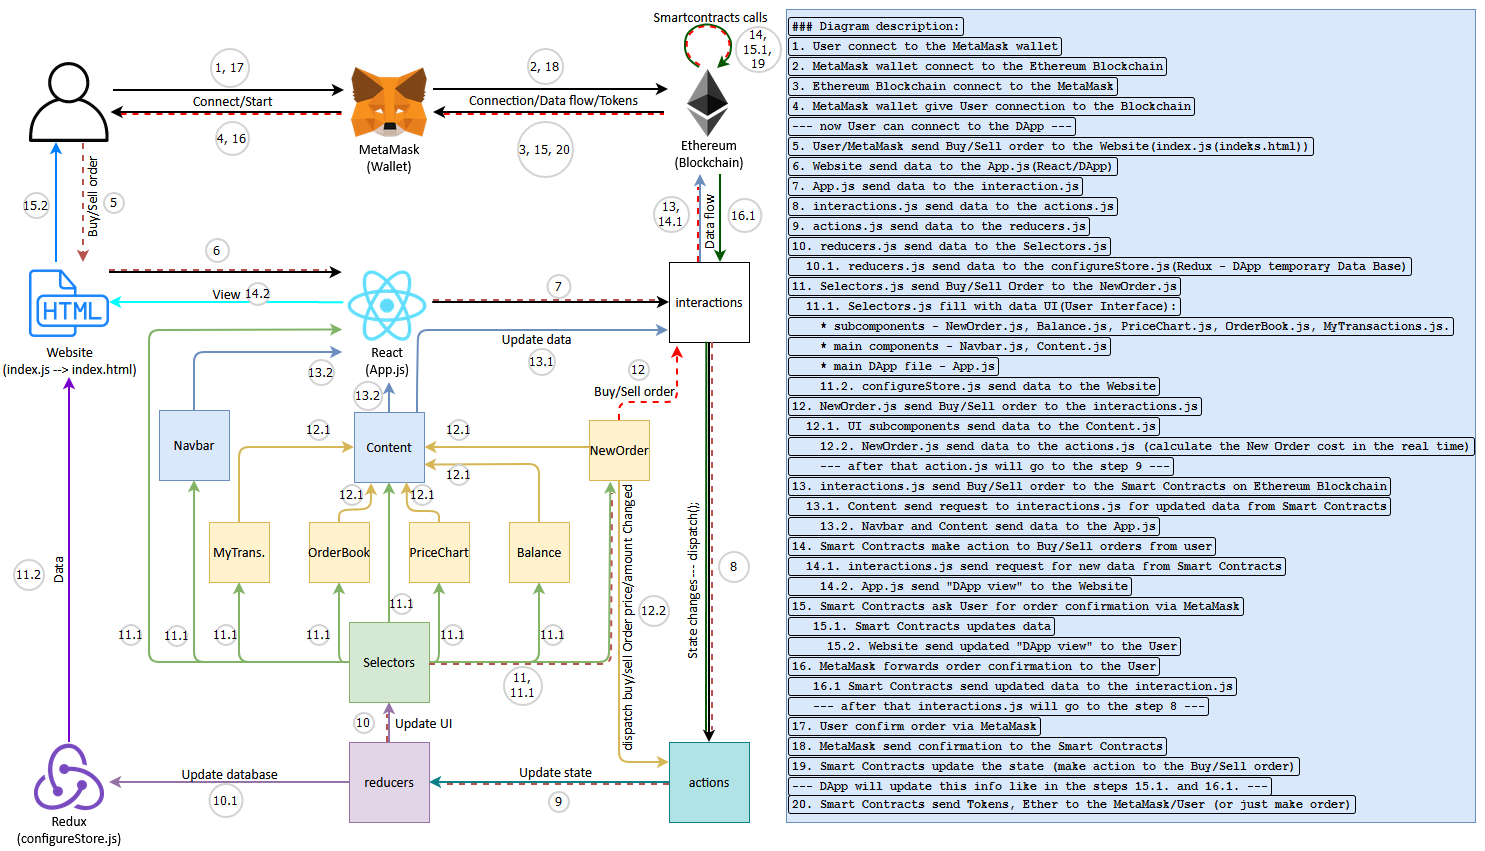 Smartcontracts calls
14,
15.1,
19
1, 17
2, 18
Connect/Start
Connection/Data flow/Tokens
4, 16
3, 15, 20
MetaMask
(Wallet)
Ethereum
(Blockchain)
15.2
Buy/Sell order
5
13,
14.1
Data flow
16.1
6
7
View 14.2
HTML
interactions
Website
(index.js --> index.html)
React
(App.js)
Update data
13.1
13.2
13.2
12
Buy/Sell order
Navbar
12.1
Content
12.1
NewOrder
12.1
12.1
12.1
MyTrans.
OrderBook
PriceChart
Balance
dispatch buy/sell Order price/amount Changed
State changes--- dispatch();
8
11.2
Data
11.1
12.2
11.1
11.1
11.1
11.1
11.1
11.1
Selectors
11,
11.1
10
Update UI
Update database
10.1
reducers
Update state
9
actions
Redux
(configureStore.js)
### Diagram description:
1. User connect to the MetaMask wallet
2. MetaMask wallet connect to the Ethereum Blockchain
3. Ethereum Blockchain connect to the MetaMask
4. MetaMask wallet give User connection to the Blockchain
--- now User can connect to the DApp ---
5. User/MetaMask send Buy/Sell order to the Website(index.js(indeks.html))
6. Website send data to the App.js(React/DApp)
7. App.js send data to the interaction.js
8. interactions.js send data to the actions.js
9. actions.js send data to the reducers.js
10. reducers.js send data to the Selectors.js
10.1. reducers.js send data to the configureStore.js(Redux - DApp temporary Data Base)
11. Selectors.js send Buy/Sell Order to the NewOrder.js
11.1. Selectors.js fill with data UI(User Interface):
* subcomponents - NewOrder.js, Balance.js, PriceChart.js, OrderBook.js, MyTransactions.js.
* main components - Navbar.js, Content.js
* main DApp file - App.js
11.2. configureStore.js send data to the Website
12. NewOrder.js send Buy/Sell order to the interactions.js
12.1. UI subcomponents send data to the Content.js
12.2. NewOrder.js send data to the actions.js (calculate the New Order cost in the real time)
--- after that action.js will go to the step 9 ---
13. interactions.js send Buy/Sell order to the Smart Contracts on Ethereum Blockchain
13.1. Content send request to interactions.js for updated data from Smart Contracts
13.2. Navbar and Content send data to the App.js
14. Smart Contracts make action to Buy/Sell orders from user
14.1. interactions.js send request for new data from Smart Contracts
14.2. App.js send "DApp view" to the Website
15. Smart Contracts ask User for order confirmation via MetaMask
15.1. Smart Contracts updates data
15.2. Website send updated "DApp view" to the User
16. MetaMask forwards order confirmation to the User
16.1 Smart Contracts send updated data to the interaction.js
--- after that interactions.js will go to the step 8 ---
17. User confirm order via MetaMask
18. MetaMask send confirmation to the Smart Contracts
19. Smart Contracts update the state (make action to the Buy/Sell order)
--- DApp will update this info like in the steps 15.1. and 16.1. ---
20. Smart Contracts send Tokens, Ether to the MetaMask/User (or just make order)